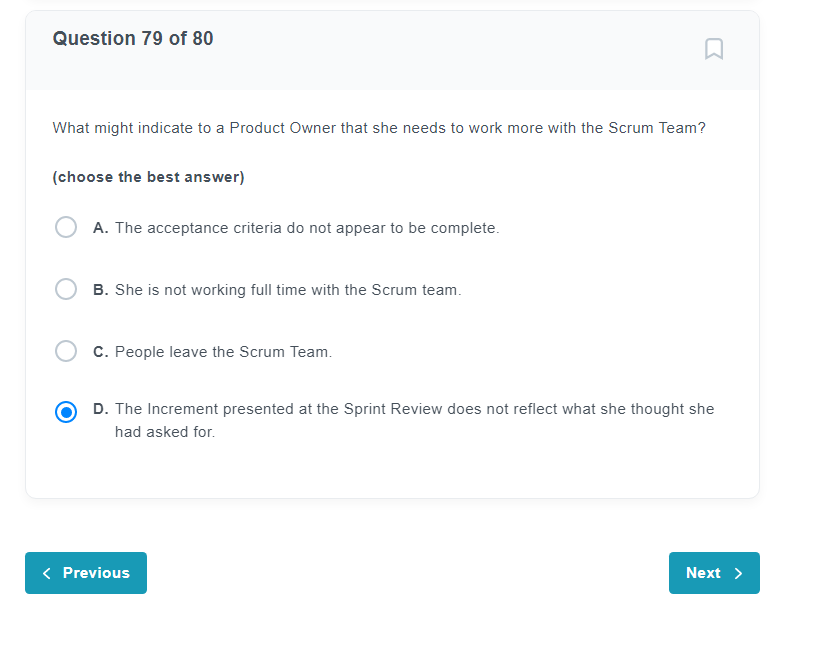 Question 79 of 80
What might indicate to a Product Owner that she needs to work more with the Scrum Team?
(choose the best answer)
A. The acceptance criteria do not appear to be complete.
B. She is not working full time with the Scrum team.
C. People leave the Scrum Team.
D. The Increment presented at the Sprint Review does not reflect what she thought she
had asked for.
Previous
Next